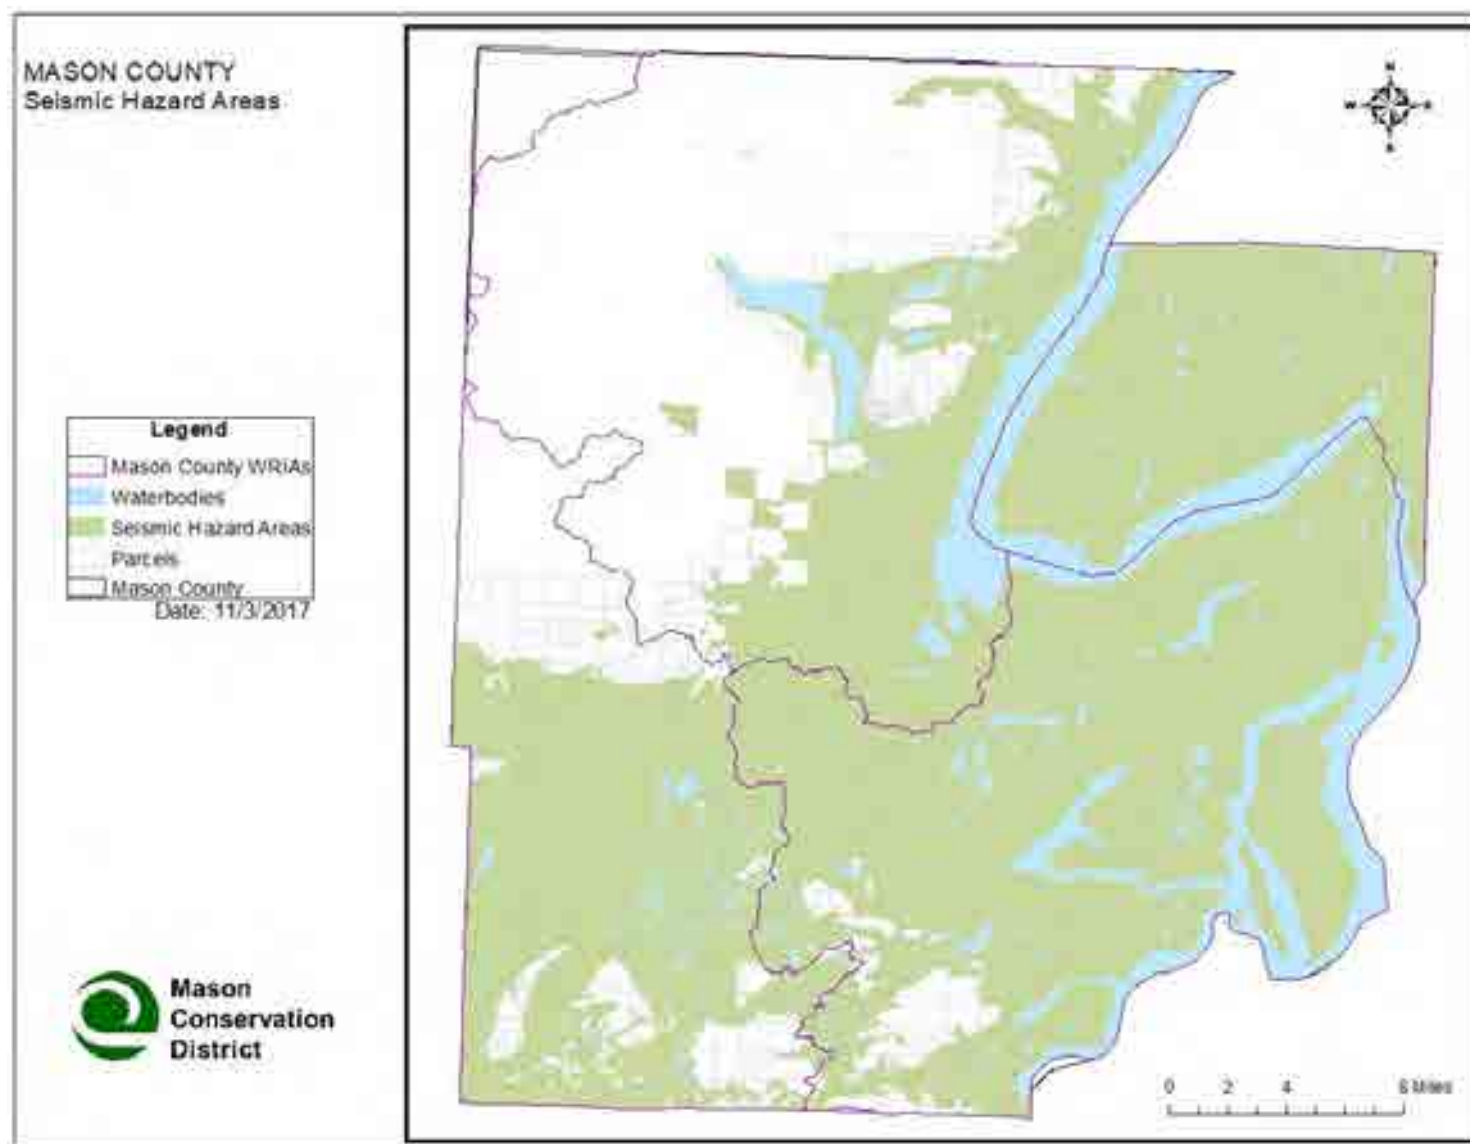 MASON COUNTY
Seismic Hazard Areas
N
W
E
S
Legend
Mason County WRIAs
Waterbodies
Seismic Hazard Areas
Parcels
Mason County
Date: 11/3/2017
Mason
Conservation
District
0 2 4 8 Miles